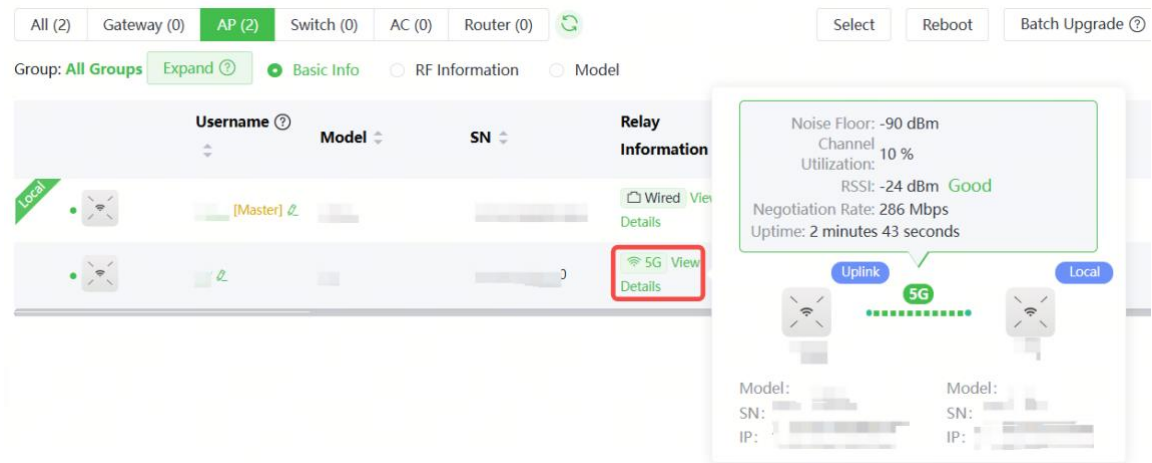 All (2) Gateway (0) AP (2) Switch (0) AC (0) Router (0) Select Reboot Batch Upgrade ?
Group: All Groups Expand ? Basic Info RF Information Model
Username ? Model SN Relay
Information
Local
[Master] Wired View
Details
5G View
Details
Noise Floor: -90 dBm
Channel
Utilization: 10 %
RSSI: -24 dBm Good
Negotiation Rate: 286 Mbps
Uptime: 2 minutes 43 seconds
Uplink 5G Local
Model: Model:
SN: SN:
IP: IP: